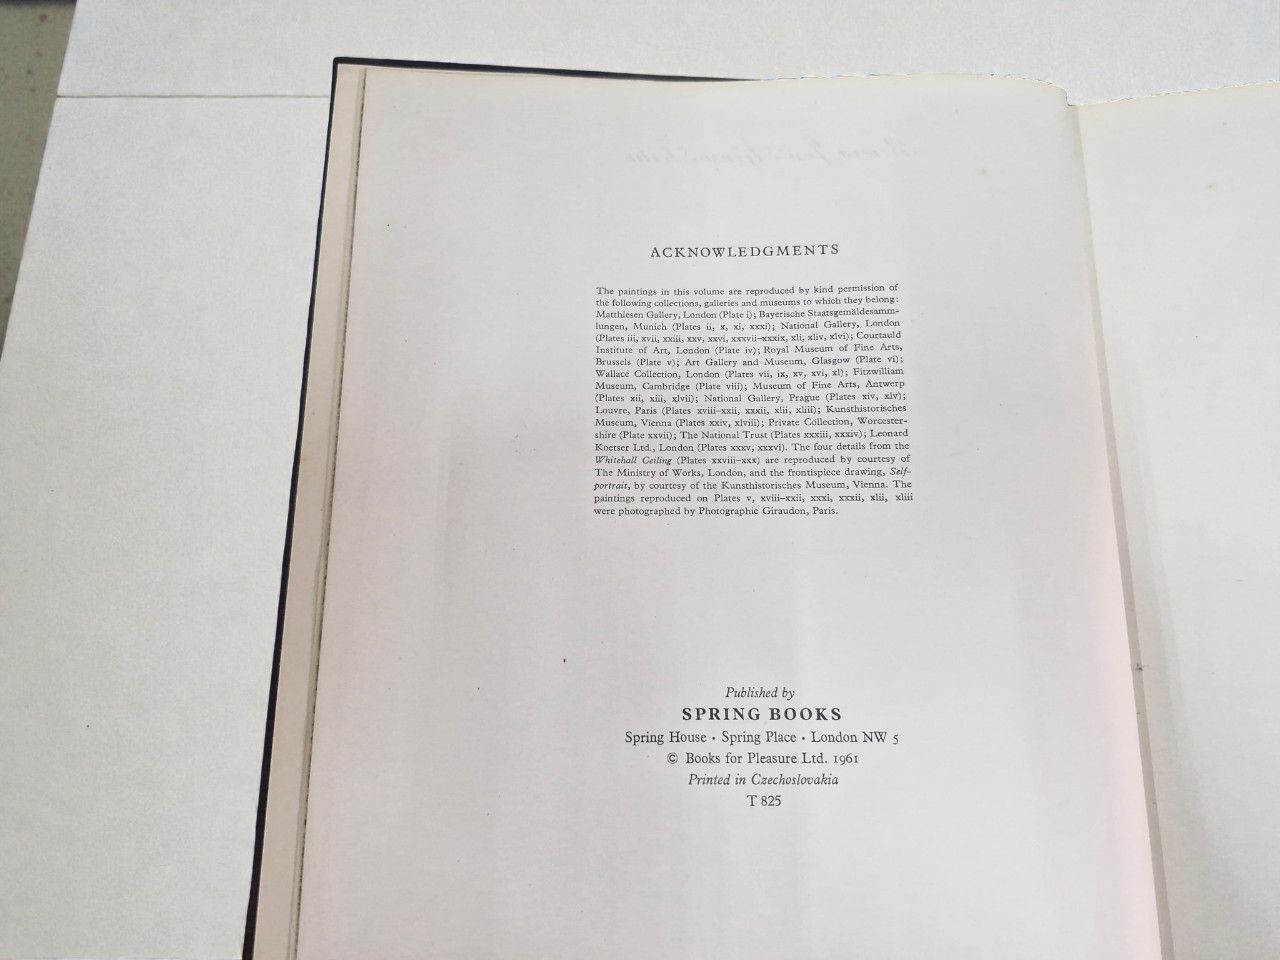 ACKNOWLEDGMENTS
The paintings in this volume are reproduced by kind permission of
the following collections, galleries and museums to which they belong:
Matthiesen Gallery, London (Plate i); Bayerische Staatsgemäldesamm-
lungen, Munich (Plates ii, x, xi, xxxi); National Gallery, London
(Plates iii, xvii, xxiii, xxv, xxvi, xxxvii–xxxix, xli, xliv, xlvi); Courtauld
Institute of Art, London (Plate iv); Royal Museum of Fine Arts,
Brussels (Plate v); Art Gallery and Museum, Glasgow (Plate vi);
Wallace Collection, London (Plates vii, ix, xv, xvi, xl); Fitzwilliam
Museum, Cambridge (Plate viii); Museum of Fine Arts, Antwerp
(Plates xii, xiii, xlvii); National Gallery, Prague (Plates xiv, xlv);
Louvre, Paris (Plates xviii–xxii, xxxii, xlii, xliii); Kunsthistorisches
Museum, Vienna (Plates xxiv, xlviii); Private Collection, Worcester-
shire (Plate xxvii); The National Trust (Plates xxxiii, xxxiv); Leonard
Koetser Ltd., London (Plates xxxv, xxxvi). The four details from the
Whitehall Ceiling (Plates xxviii–xxx) are reproduced by courtesy of
The Ministry of Works, London, and the frontispiece drawing, Self-
portrait, by courtesy of the Kunsthistorisches Museum, Vienna. The
paintings reproduced on Plates v, xviii–xxii, xxxi, xxxii, xlii, xliii
were photographed by Photographie Giraudon, Paris.
Published by
SPRING BOOKS
Spring House · Spring Place · London NW 5
© Books for Pleasure Ltd. 1961
Printed in Czechoslovakia
T 825